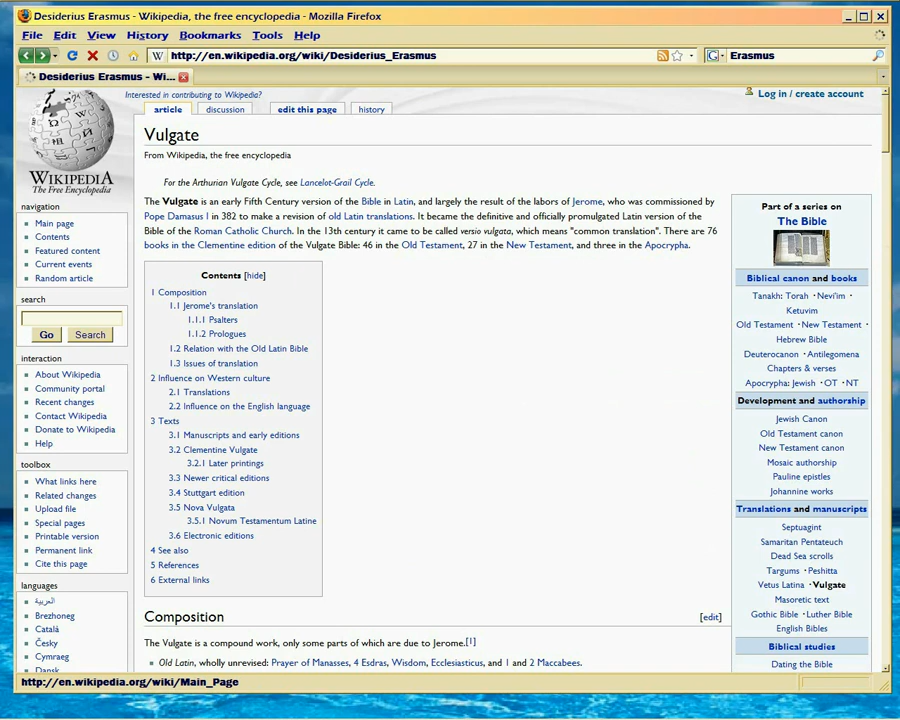 Desiderius Erasmus - Wikipedia, the free encyclopedia - Mozilla Firefox
File Edit View History Bookmarks Tools Help
W http://en.wikipedia.org/wiki/Desiderius_Erasmus G Erasmus
Desiderius Erasmus - Wi...
Interested in contributing to Wikipedia? Log in / create account
article discussion edit this page history
WIKIPEDIA
The Free Encyclopedia
navigation
Main page
Contents
Featured content
Current events
Random article
search
Go Search
interaction
About Wikipedia
Community portal
Recent changes
Contact Wikipedia
Donate to Wikipedia
Help
toolbox
What links here
Related changes
Upload file
Special pages
Printable version
Permanent link
Cite this page
languages
العربية
Brezhoneg
Català
Česky
Cymraeg
Dansk
Vulgate
From Wikipedia, the free encyclopedia
For the Arthurian Vulgate Cycle, see Lancelot-Grail Cycle.
The Vulgate is an early Fifth Century version of the Bible in Latin, and largely the result of the labors of Jerome, who was commissioned by
Pope Damasus I in 382 to make a revision of old Latin translations. It became the definitive and officially promulgated Latin version of the
Bible of the Roman Catholic Church. In the 13th century it came to be called versio vulgata, which means "common translation". There are 76
books in the Clementine edition of the Vulgate Bible: 46 in the Old Testament, 27 in the New Testament, and three in the Apocrypha.
Contents [hide]
1 Composition
1.1 Jerome's translation
1.1.1 Psalters
1.1.2 Prologues
1.2 Relation with the Old Latin Bible
1.3 Issues of translation
2 Influence on Western culture
2.1 Translations
2.2 Influence on the English language
3 Texts
3.1 Manuscripts and early editions
3.2 Clementine Vulgate
3.2.1 Later printings
3.3 Newer critical editions
3.4 Stuttgart edition
3.5 Nova Vulgata
3.5.1 Novum Testamentum Latine
3.6 Electronic editions
4 See also
5 References
6 External links
Composition [edit]
The Vulgate is a compound work, only some parts of which are due to Jerome.[1]
Old Latin, wholly unrevised: Prayer of Manasses, 4 Esdras, Wisdom, Ecclesiasticus, and 1 and 2 Maccabees.
Part of a series on
The Bible
Biblical canon and books
Tanakh: Torah · Nevi'im ·
Ketuvim
Old Testament · New Testament ·
Hebrew Bible
Deuterocanon · Antilegomena
Chapters & verses
Apocrypha: Jewish · OT · NT
Development and authorship
Jewish Canon
Old Testament canon
New Testament canon
Mosaic authorship
Pauline epistles
Johannine works
Translations and manuscripts
Septuagint
Samaritan Pentateuch
Dead Sea scrolls
Targums · Peshitta
Vetus Latina · Vulgate
Masoretic text
Gothic Bible · Luther Bible
English Bibles
Biblical studies
Dating the Bible
http://en.wikipedia.org/wiki/Main_Page